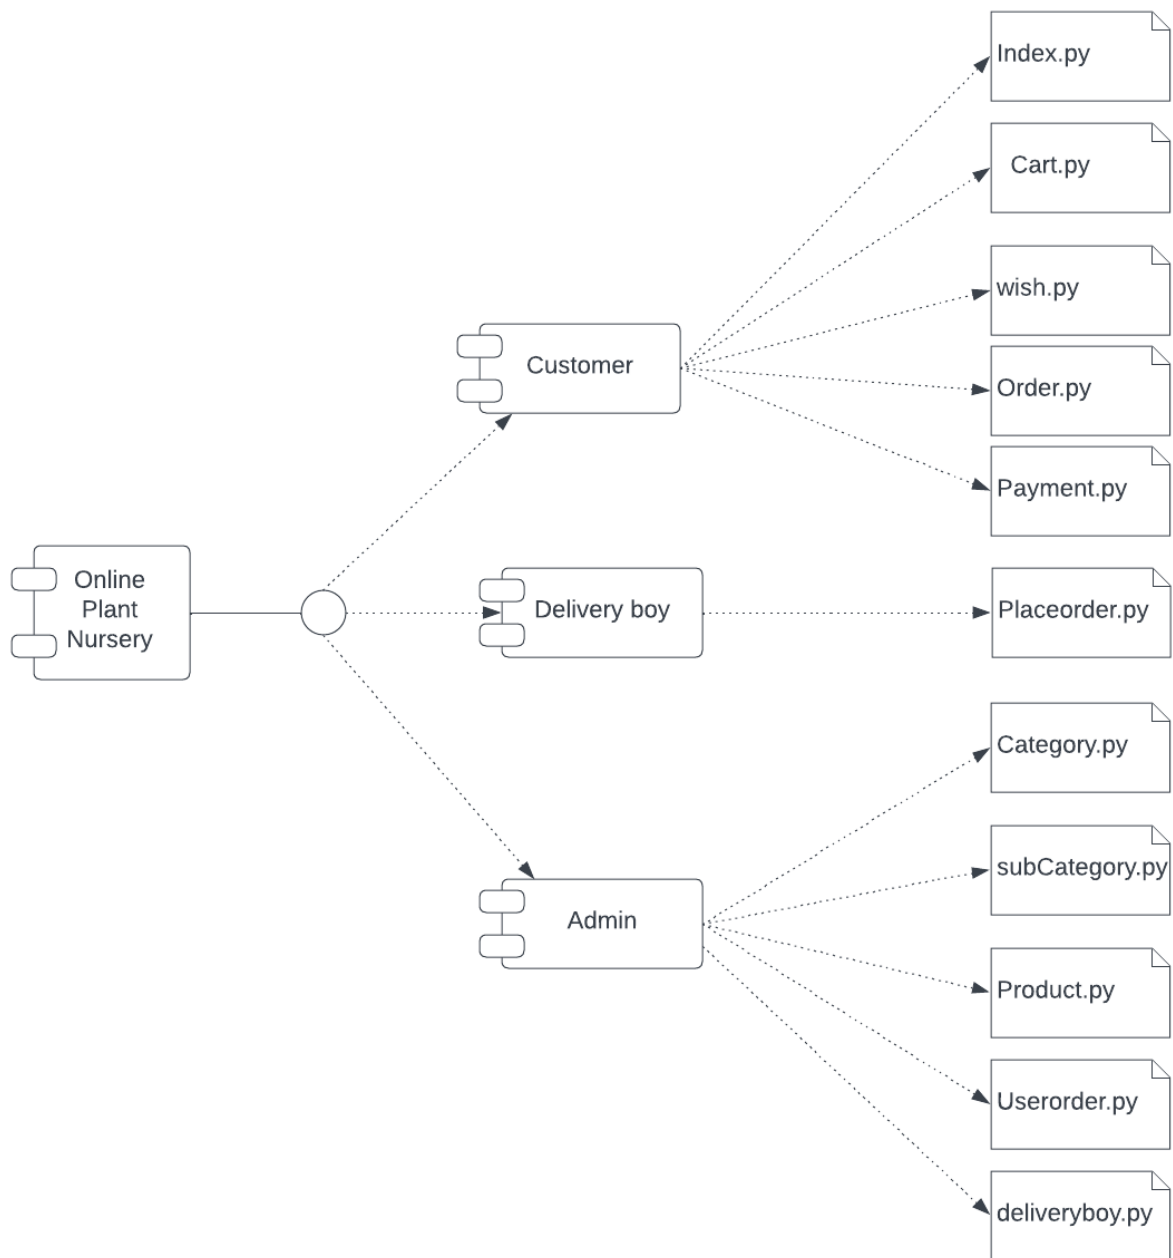 Index.py
Cart.py
wish.py
Customer
Order.py
Payment.py
Online
Plant
Nursery
Delivery boy
Placeorder.py
Category.py
subCategory.py
Admin
Product.py
Userorder.py
deliveryboy.py